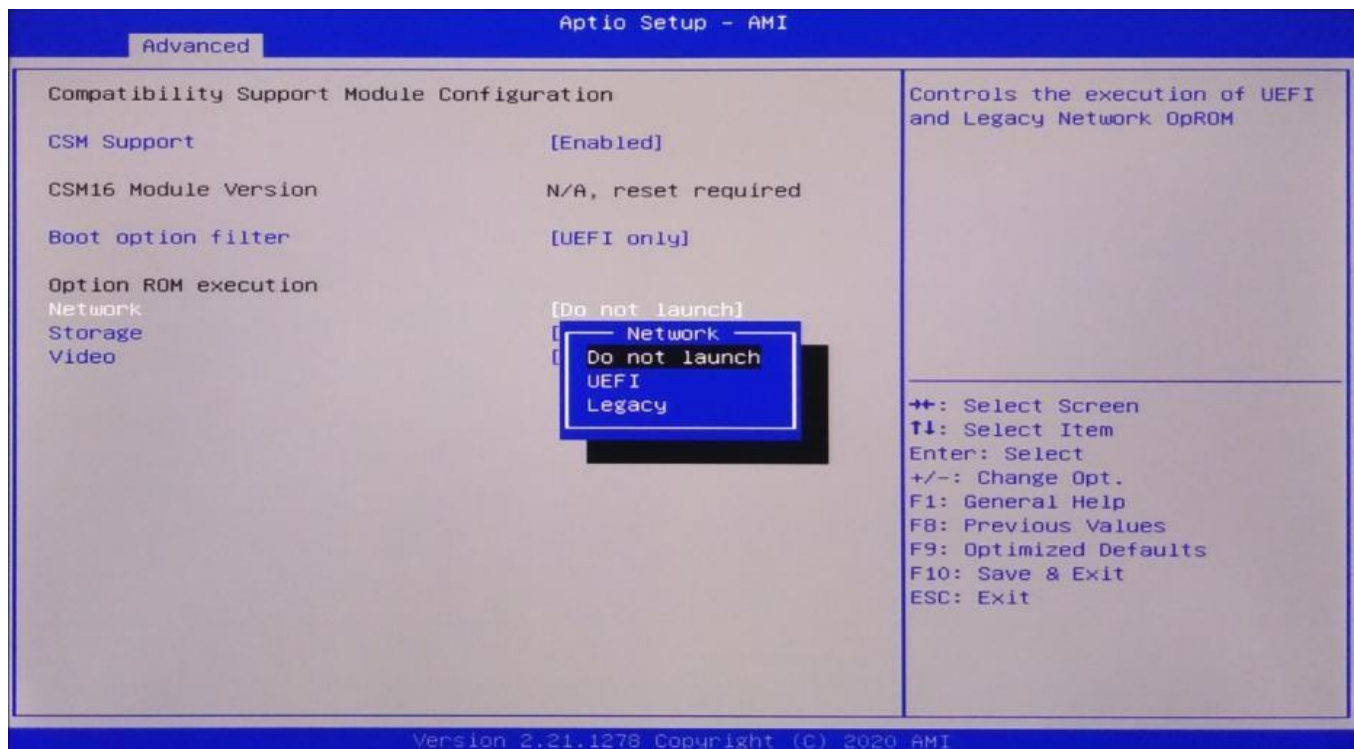 Aptio Setup – AMI
Advanced
Compatibility Support Module Configuration
CSM Support [Enabled]
CSM16 Module Version N/A, reset required
Boot option filter [UEFI only]
Option ROM execution
Network [Do not launch]
Storage [
Video [
Network
Do not launch
UEFI
Legacy
Controls the execution of UEFI
and Legacy Network OpROM
→←: Select Screen
↑↓: Select Item
Enter: Select
+/-: Change Opt.
F1: General Help
F8: Previous Values
F9: Optimized Defaults
F10: Save & Exit
ESC: Exit
Version 2.21.1278 Copyright (C) 2020 AMI